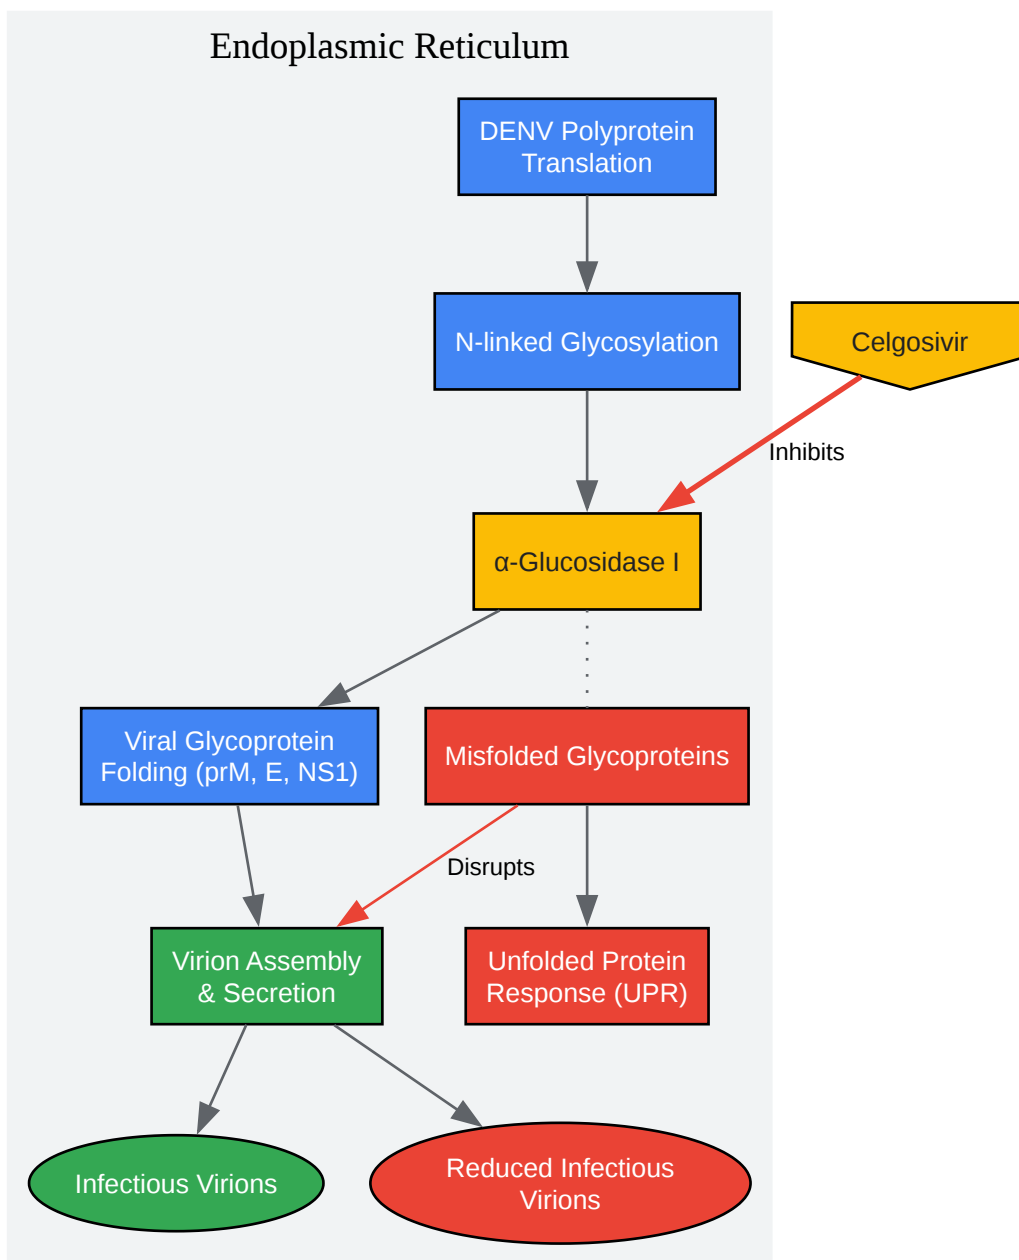 Endoplasmic Reticulum
DENV Polyprotein
Translation
N-linked Glycosylation
Celgosivir
Inhibits
α-Glucosidase I
Viral Glycoprotein
Folding (prM, E, NS1)
Misfolded Glycoproteins
Disrupts
Virion Assembly
& Secretion
Unfolded Protein
Response (UPR)
Infectious Virions
Reduced Infectious
Virions